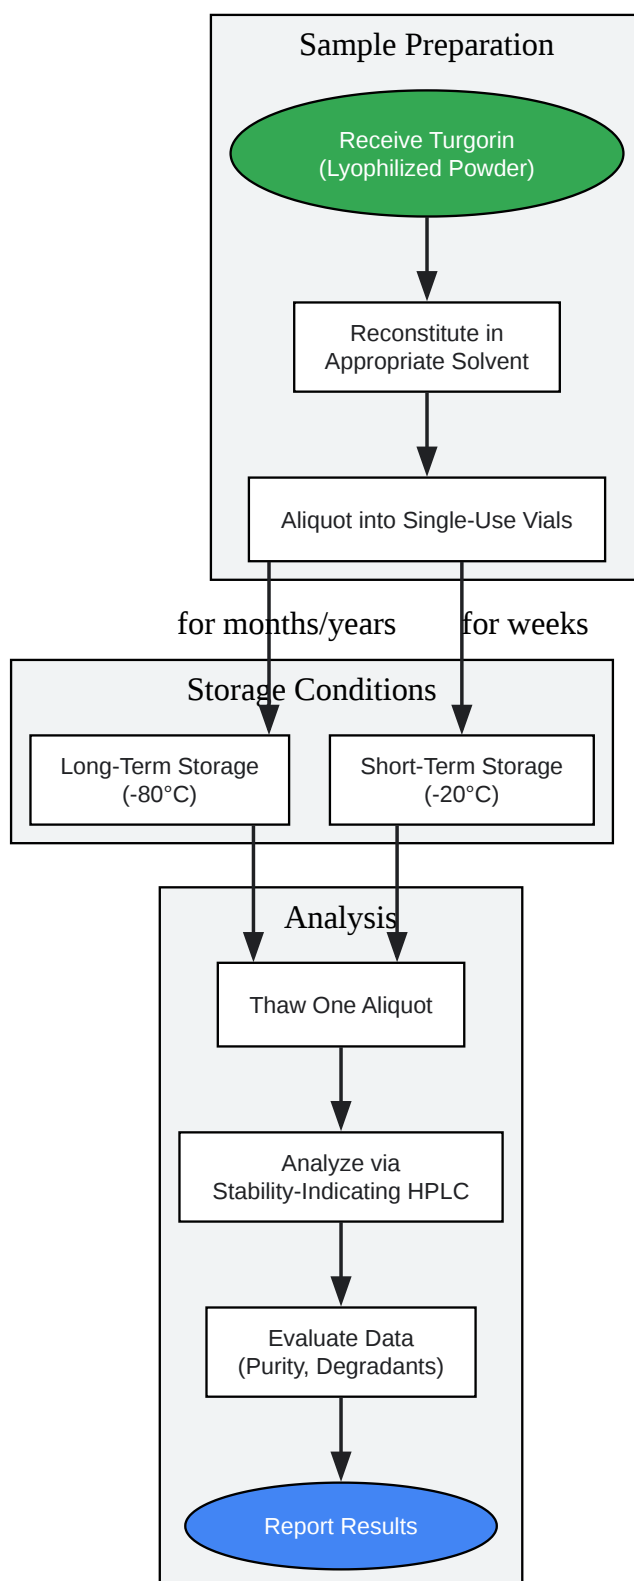 Sample Preparation
Receive Turgorin
(Lyophilized Powder)
Reconstitute in
Appropriate Solvent
Aliquot into Single-Use Vials
for months/years
for weeks
Storage Conditions
Long-Term Storage
(-80°C)
Short-Term Storage
(-20°C)
Analysis
Thaw One Aliquot
Analyze via
Stability-Indicating HPLC
Evaluate Data
(Purity, Degradants)
Report Results